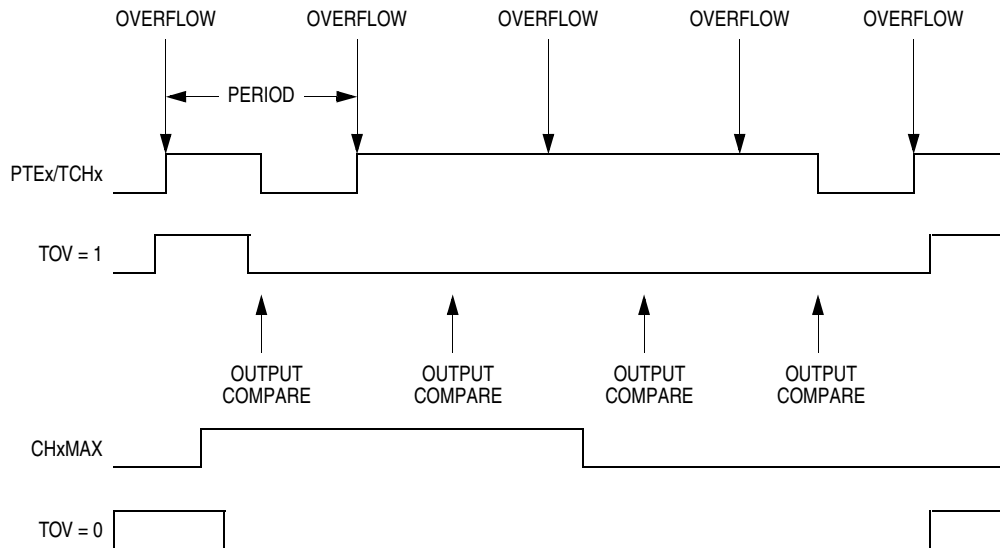 OVERFLOW OVERFLOW OVERFLOW OVERFLOW OVERFLOW
PERIOD
PTEx/TCHx
TOV = 1
OUTPUT COMPARE
OUTPUT COMPARE
OUTPUT COMPARE
OUTPUT COMPARE
CHxMAX
TOV = 0